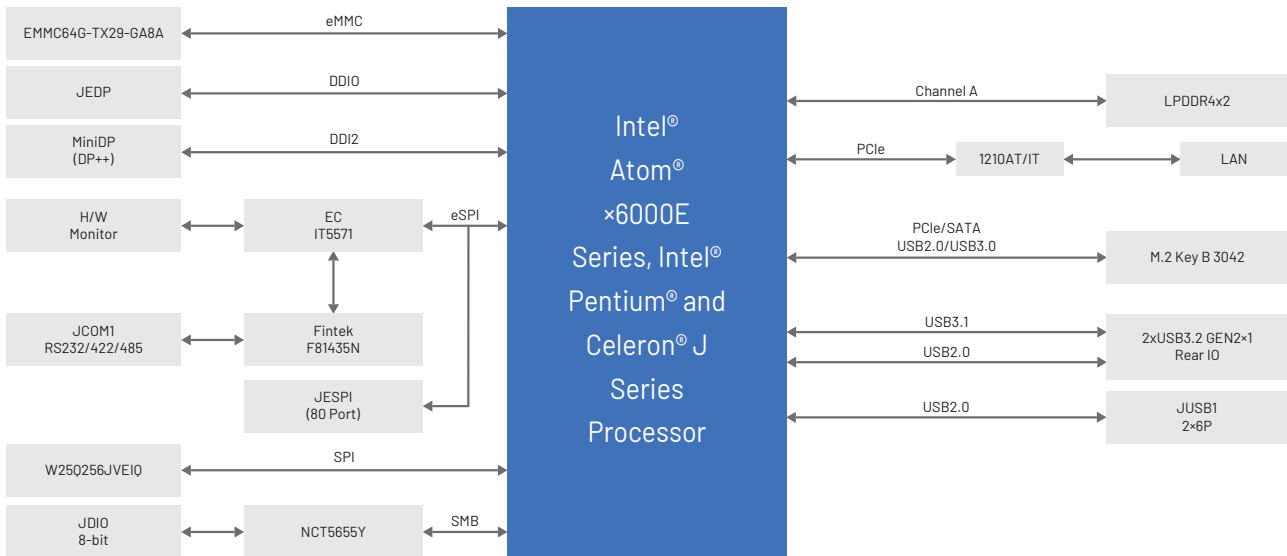 EMMC64G-TX29-GA8A
eMMC
JEDP
DDI0
MiniDP
(DP++)
DDI2
H/W
Monitor
EC
IT5571
eSPI
JCOM1
RS232/422/485
Fintek
F81435N
JESPI
(80 Port)
W25Q256JVEIQ
SPI
JDIO
8-bit
NCT5655Y
SMB
Intel®
Atom®
×6000E
Series, Intel®
Pentium® and
Celeron® J
Series
Processor
Channel A
LPDDR4x2
PCIe
1210AT/IT
LAN
PCIe/SATA
USB2.0/USB3.0
M.2 Key B 3042
USB3.1
USB2.0
2xUSB3.2 GEN2×1
Rear IO
USB2.0
JUSB1
2×6P